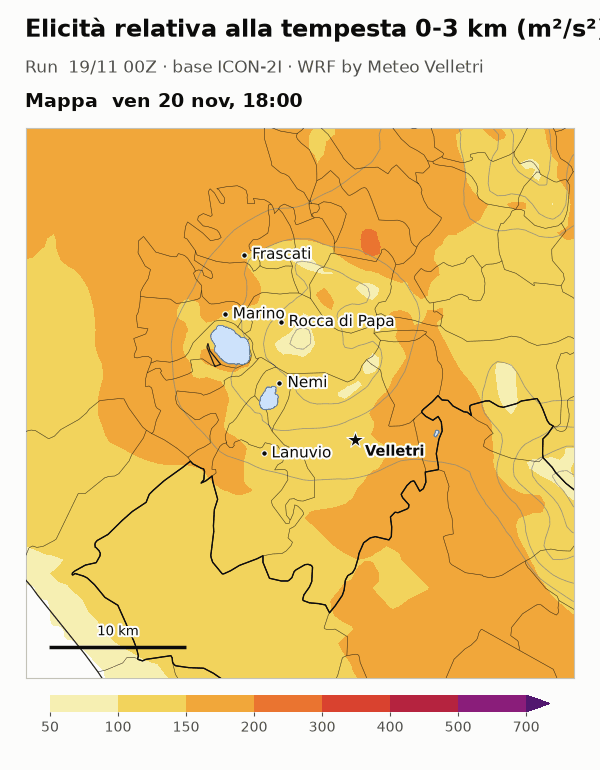 Elicità relativa alla tempesta 0-3 km (m²/s²)
Run  19/11 00Z · base ICON-2I · WRF by Meteo Velletri
Mappa  ven 20 nov, 18:00
Frascati
Marino
Rocca di Papa
Nemi
Velletri
Lanuvio
10 km
50 100 150 200 300 400 500 700